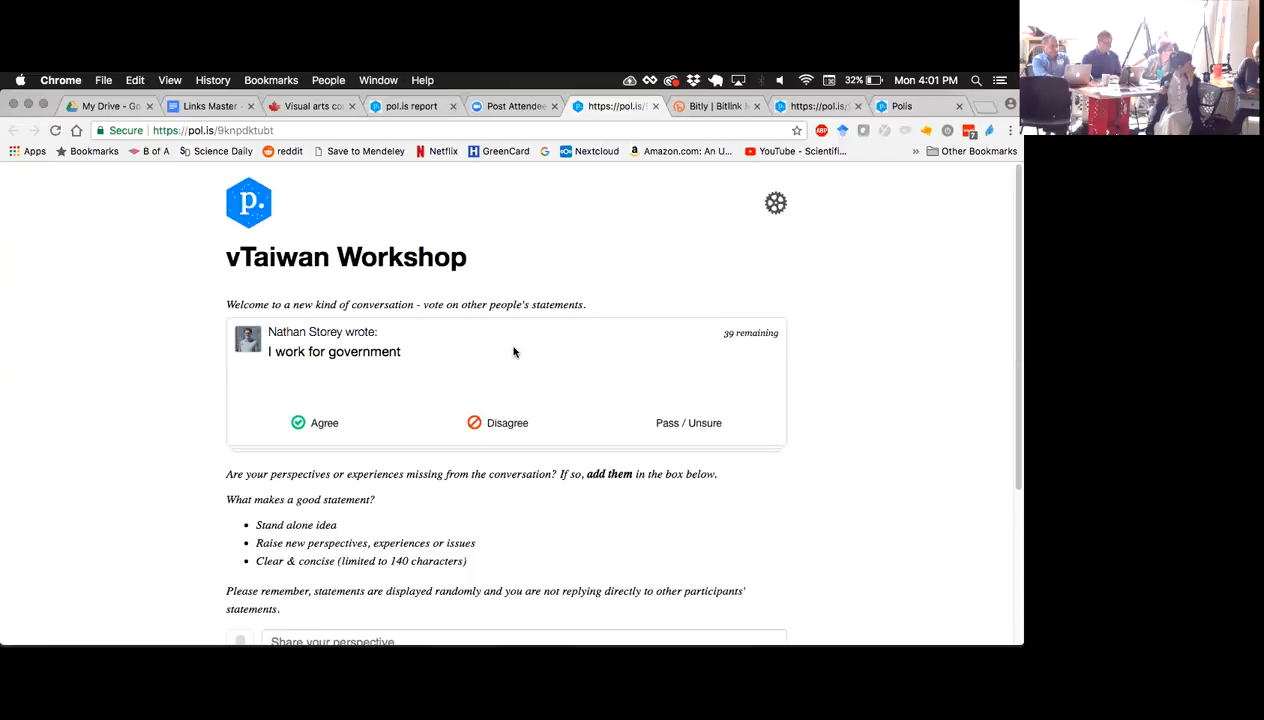 Chrome File Edit View History Bookmarks People Window Help 32% Mon 4:01 PM
My Drive - Go Links Master - Visual arts co pol.is report Post Attendee https://pol.is/ Bitly | Bitlink https://pol.is/ Polis
Secure https://pol.is/9knpdktubt
Apps Bookmarks B of A Science Daily reddit Save to Mendeley Netflix GreenCard Nextcloud Amazon.com: An U... YouTube - Scientifi... » Other Bookmarks
p.
vTaiwan Workshop
Welcome to a new kind of conversation - vote on other people's statements.
Nathan Storey wrote: 39 remaining
I work for government
Agree Disagree Pass / Unsure
Are your perspectives or experiences missing from the conversation? If so, add them in the box below.
What makes a good statement?
• Stand alone idea
• Raise new perspectives, experiences or issues
• Clear & concise (limited to 140 characters)
Please remember, statements are displayed randomly and you are not replying directly to other participants'
statements.
Share your perspective